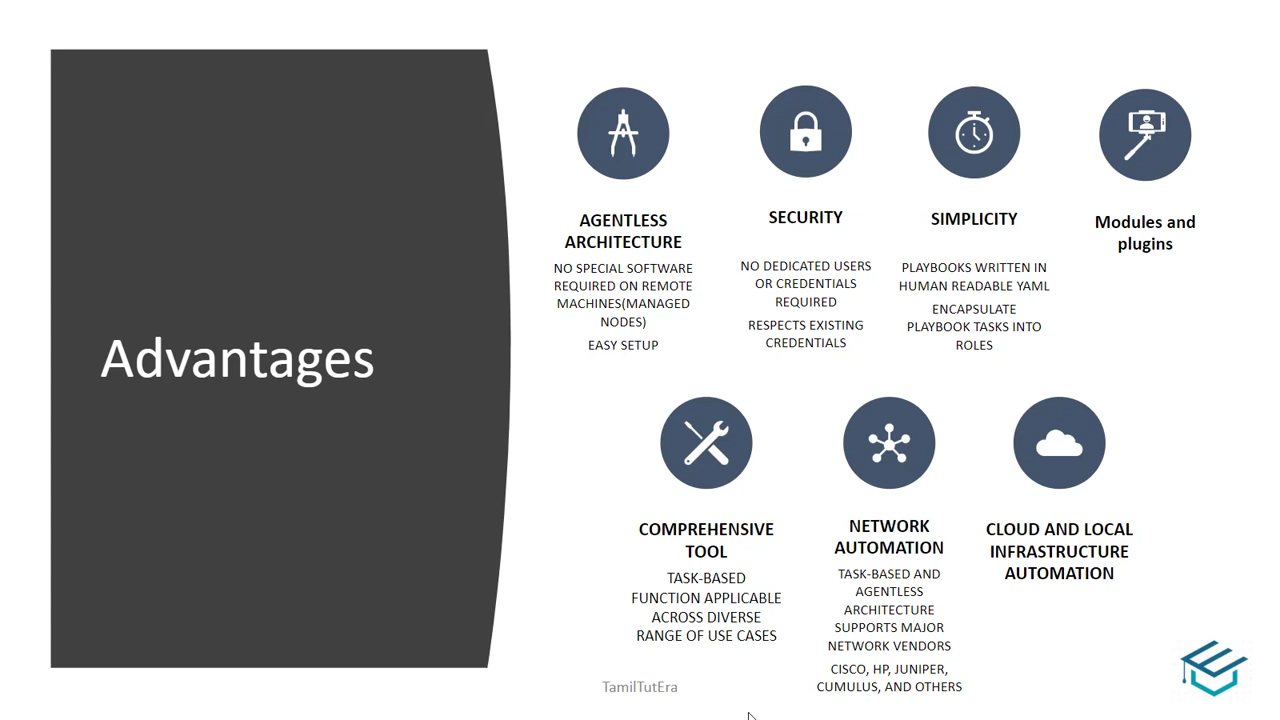 Advantages
AGENTLESS
ARCHITECTURE
NO SPECIAL SOFTWARE
REQUIRED ON REMOTE
MACHINES(MANAGED
NODES)
EASY SETUP
SECURITY
NO DEDICATED USERS
OR CREDENTIALS
REQUIRED
RESPECTS EXISTING
CREDENTIALS
SIMPLICITY
PLAYBOOKS WRITTEN IN
HUMAN READABLE YAML
ENCAPSULATE
PLAYBOOK TASKS INTO
ROLES
Modules and
plugins
COMPREHENSIVE
TOOL
TASK-BASED
FUNCTION APPLICABLE
ACROSS DIVERSE
RANGE OF USE CASES
NETWORK
AUTOMATION
TASK-BASED AND
AGENTLESS
ARCHITECTURE
SUPPORTS MAJOR
NETWORK VENDORS
CISCO, HP, JUNIPER,
CUMULUS, AND OTHERS
CLOUD AND LOCAL
INFRASTRUCTURE
AUTOMATION
TamilTutEra